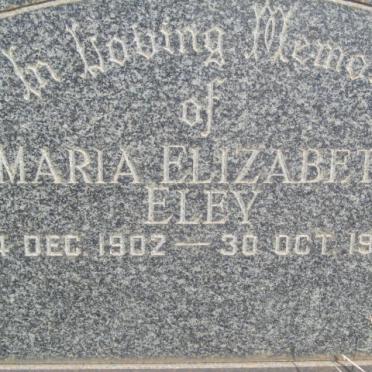 In Loving Memo
of
MARIA ELIZABET
ELEY
4 DEC. 1902 — 30 OCT. 19